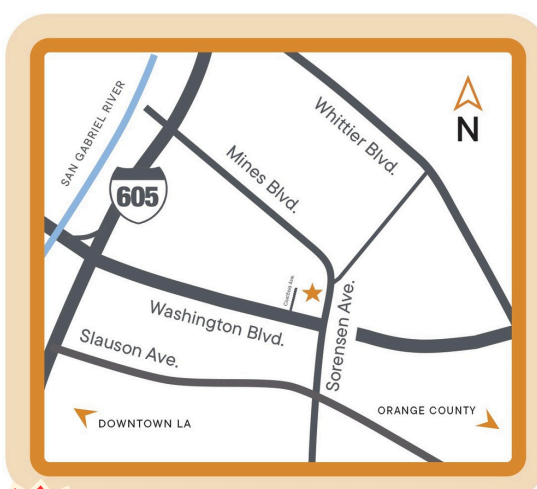 SAN GABRIEL RIVER
605
Mines Blvd.
Whittier Blvd.
N
Washington Blvd.
Slauson Ave.
Sorensen Ave.
DOWNTOWN LA
ORANGE COUNTY